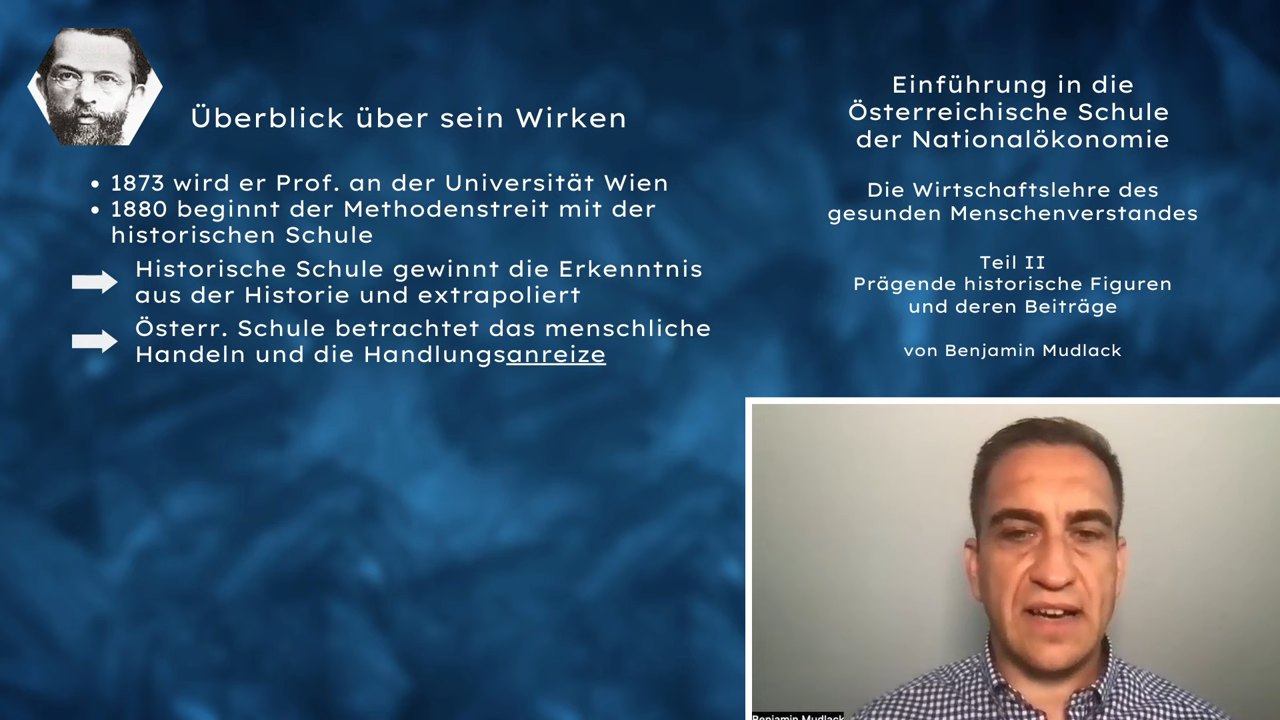 Überblick über sein Wirken
1873 wird er Prof. an der Universität Wien
1880 beginnt der Methodenstreit mit der
historischen Schule
Historische Schule gewinnt die Erkenntnis
aus der Historie und extrapoliert
Österr. Schule betrachtet das menschliche
Handeln und die Handlungsanreize
Einführung in die
Österreichische Schule
der Nationalökonomie
Die Wirtschaftslehre des
gesunden Menschenverstandes
Teil II
Prägende historische Figuren
und deren Beiträge
von Benjamin Mudlack
Benjamin Mudlack